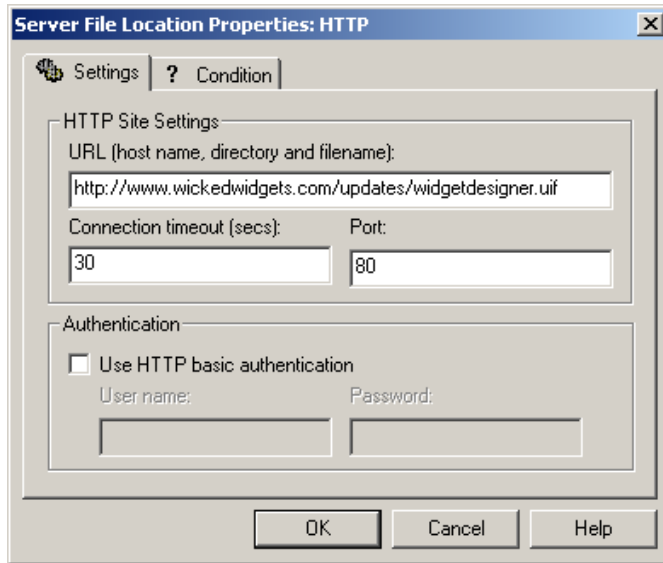 Server File Location Properties: HTTP
Settings ? Condition
HTTP Site Settings
URL (host name, directory and filename):
http://www.wickedwidgets.com/updates/widgetdesigner.uif
Connection timeout (secs): Port:
30 80
Authentication
Use HTTP basic authentication
User name: Password:
OK Cancel Help